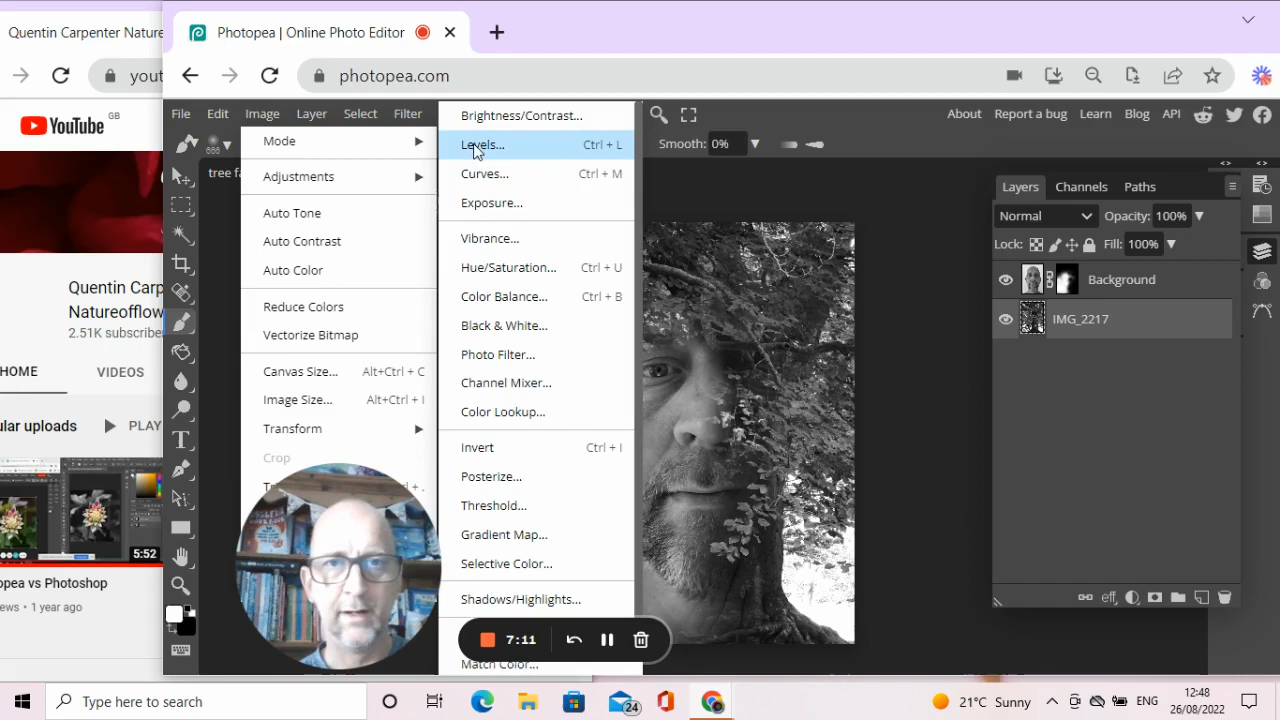 Quentin Carpenter Nature
Photopea | Online Photo Editor
yout
photopea.com
YouTube GB
Quentin Carp
Natureofflow
2.51K subscribe
HOME VIDEOS
ular uploads PLAY
5:52
opea vs Photoshop
ews • 1 year ago
File Edit Image Layer Select Filter
About Report a bug Learn Blog API
Smooth: 0%
tree fa
Mode
Adjustments
Auto Tone
Auto Contrast
Auto Color
Reduce Colors
Vectorize Bitmap
Canvas Size... Alt+Ctrl + C
Image Size... Alt+Ctrl + I
Transform
Crop
Brightness/Contrast...
Levels... Ctrl + L
Curves... Ctrl + M
Exposure...
Vibrance...
Hue/Saturation... Ctrl + U
Color Balance... Ctrl + B
Black & White...
Photo Filter...
Channel Mixer...
Color Lookup...
Invert Ctrl + I
Posterize...
Threshold...
Gradient Map...
Selective Color...
Shadows/Highlights...
Match Color...
7:11
Layers Channels Paths
Normal Opacity: 100%
Lock: Fill: 100%
Background
IMG_2217
eff
Type here to search
24
21°C Sunny
ENG
12:48
26/08/2022